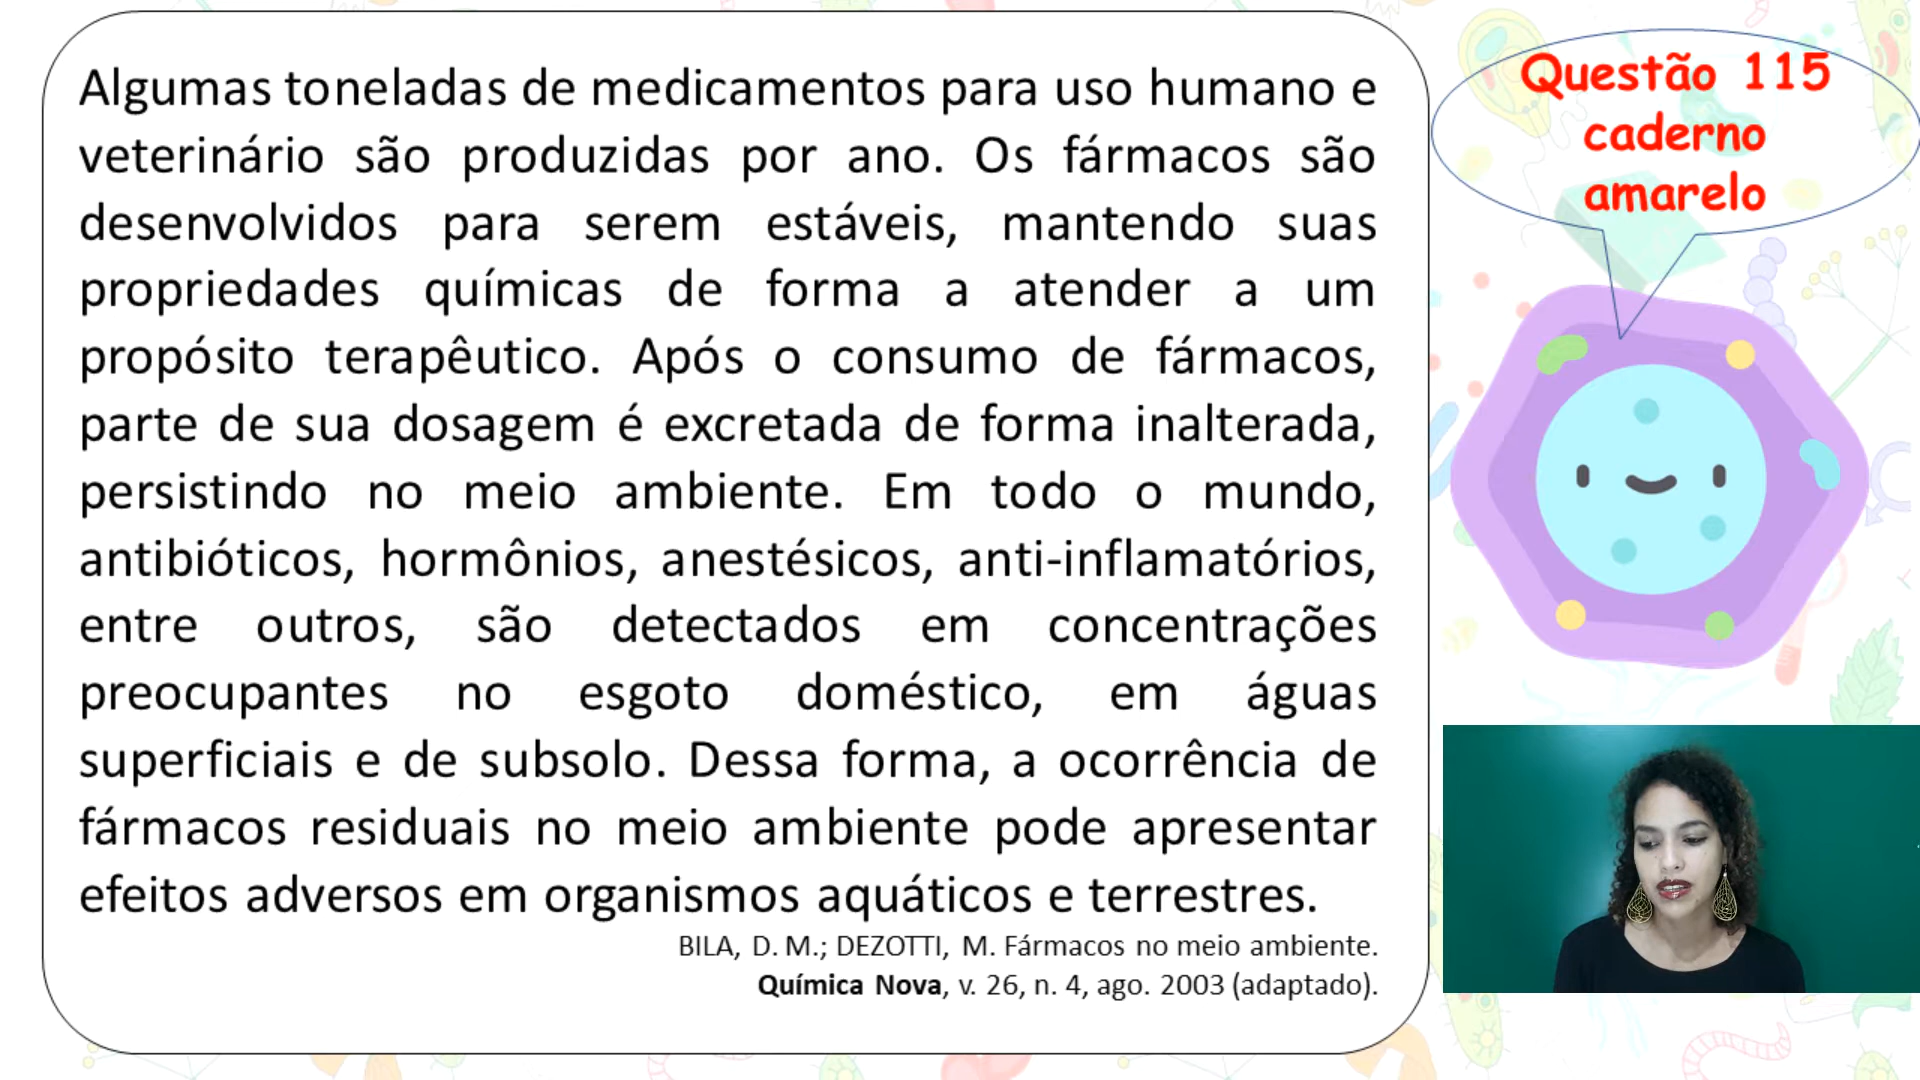 Algumas toneladas de medicamentos para uso humano e
veterinário são produzidas por ano. Os fármacos são
desenvolvidos para serem estáveis, mantendo suas
propriedades químicas de forma a atender a um
propósito terapêutico. Após o consumo de fármacos,
parte de sua dosagem é excretada de forma inalterada,
persistindo no meio ambiente. Em todo o mundo,
antibióticos, hormônios, anestésicos, anti-inflamatórios,
entre outros, são detectados em concentrações
preocupantes no esgoto doméstico, em águas
superficiais e de subsolo. Dessa forma, a ocorrência de
fármacos residuais no meio ambiente pode apresentar
efeitos adversos em organismos aquáticos e terrestres.
BILA, D. M.; DEZOTTI, M. Fármacos no meio ambiente.
Química Nova, v. 26, n. 4, ago. 2003 (adaptado).
Questão 115
caderno
amarelo